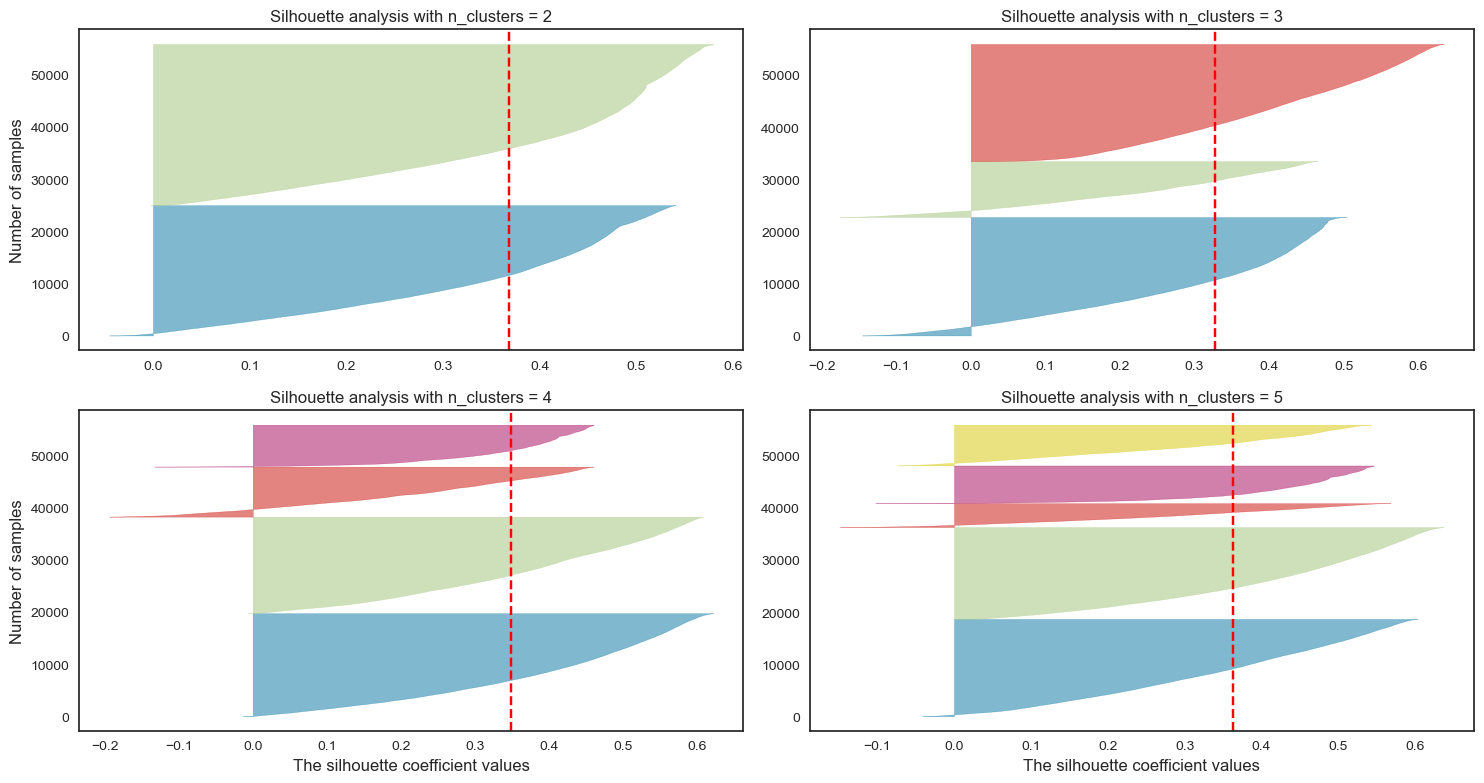 Silhouette analysis with n_clusters = 2
Silhouette analysis with n_clusters = 3
Number of samples
50000
40000
30000
20000
10000
0
0.0 0.1 0.2 0.3 0.4 0.5 0.6
50000
40000
30000
20000
10000
0
−0.2 −0.1 0.0 0.1 0.2 0.3 0.4 0.5 0.6
Silhouette analysis with n_clusters = 4
Silhouette analysis with n_clusters = 5
Number of samples
50000
40000
30000
20000
10000
0
−0.2 −0.1 0.0 0.1 0.2 0.3 0.4 0.5 0.6
The silhouette coefficient values
50000
40000
30000
20000
10000
0
−0.1 0.0 0.1 0.2 0.3 0.4 0.5 0.6
The silhouette coefficient values